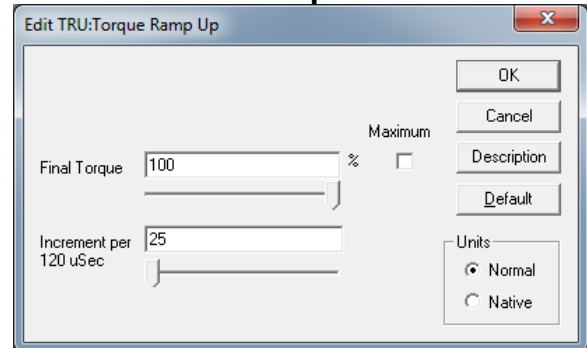 Edit TRU:Torque Ramp Up
OK
Cancel
Maximum
Final Torque 100 %
Description
Default
Increment per 25
120 uSec
Units
Normal
Native